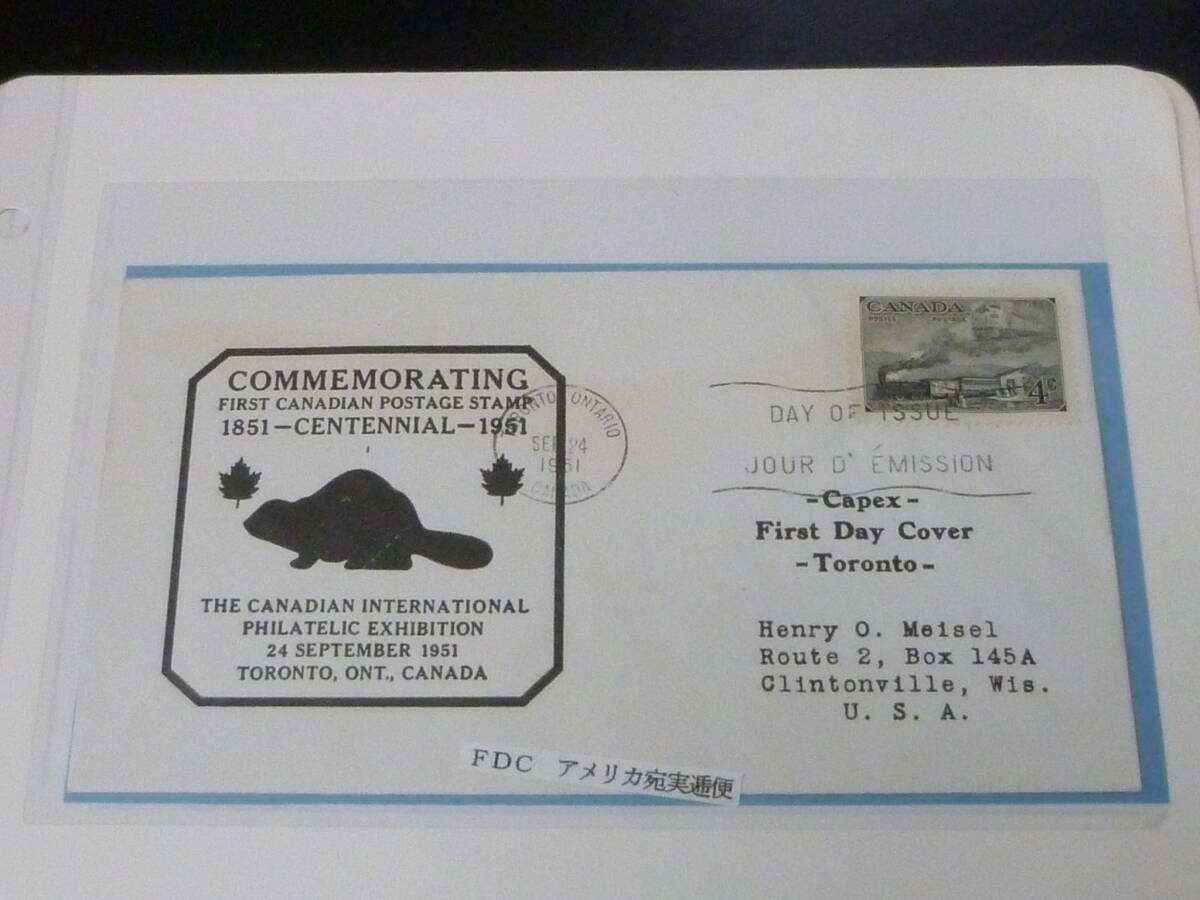 COMMEMORATING
FIRST CANADIAN POSTAGE STAMP
1851—CENTENNIAL—1951
THE CANADIAN INTERNATIONAL
PHILATELIC EXHIBITION
24 SEPTEMBER 1951
TORONTO, ONT., CANADA
TORONTO, ONTARIO
SEP 24
1951
CANADA
CANADA
POSTES POSTAGE
4c
DAY OF ISSUE
JOUR D' ÉMISSION
-Capex-
First Day Cover
-Toronto-
Henry O. Meisel
Route 2, Box 145A
Clintonville, Wis.
U. S. A.
FDC アメリカ宛実逓便